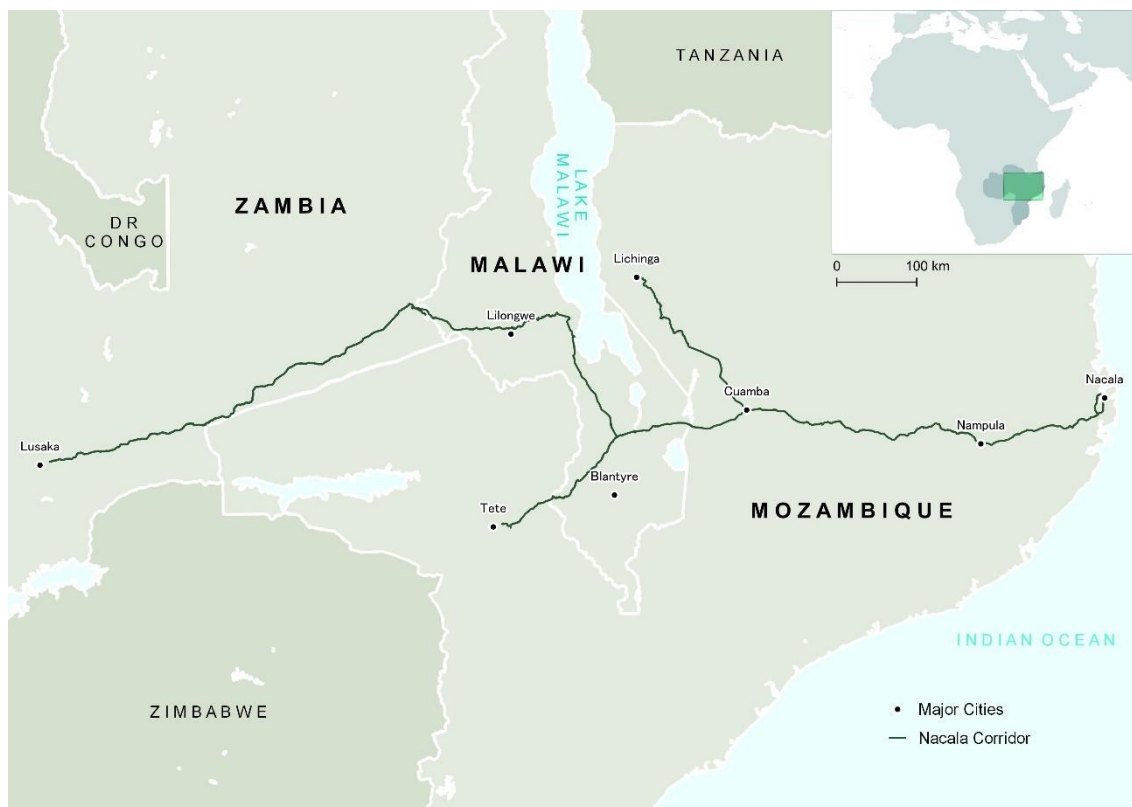 TANZANIA
ZAMBIA
LAKE
MALAWI
DR
CONGO
MALAWI
Lichinga
0 100 km
Lilongwe
Cuamba
Nacala
Lusaka
Nampula
Blantyre
Tete
MOZAMBIQUE
INDIAN OCEAN
ZIMBABWE
Major Cities
Nacala Corridor